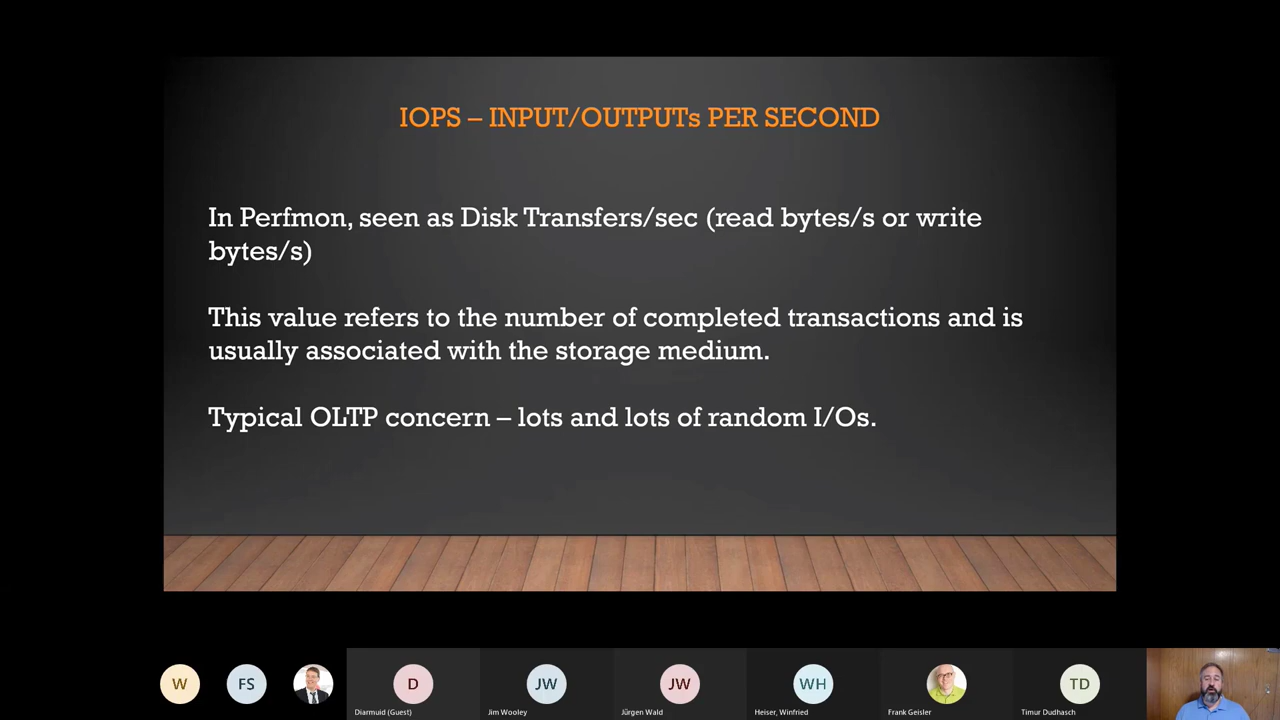 IOPS – INPUT/OUTPUTs PER SECOND
In Perfmon, seen as Disk Transfers/sec (read bytes/s or write
bytes/s)
This value refers to the number of completed transactions and is
usually associated with the storage medium.
Typical OLTP concern – lots and lots of random I/Os.
W
FS
D
JW
JW
WH
TD
Diarmuid (Guest)
Jim Wooley
Jürgen Wald
Heiser, Winfried
Frank Geisler
Timur Dudhasch